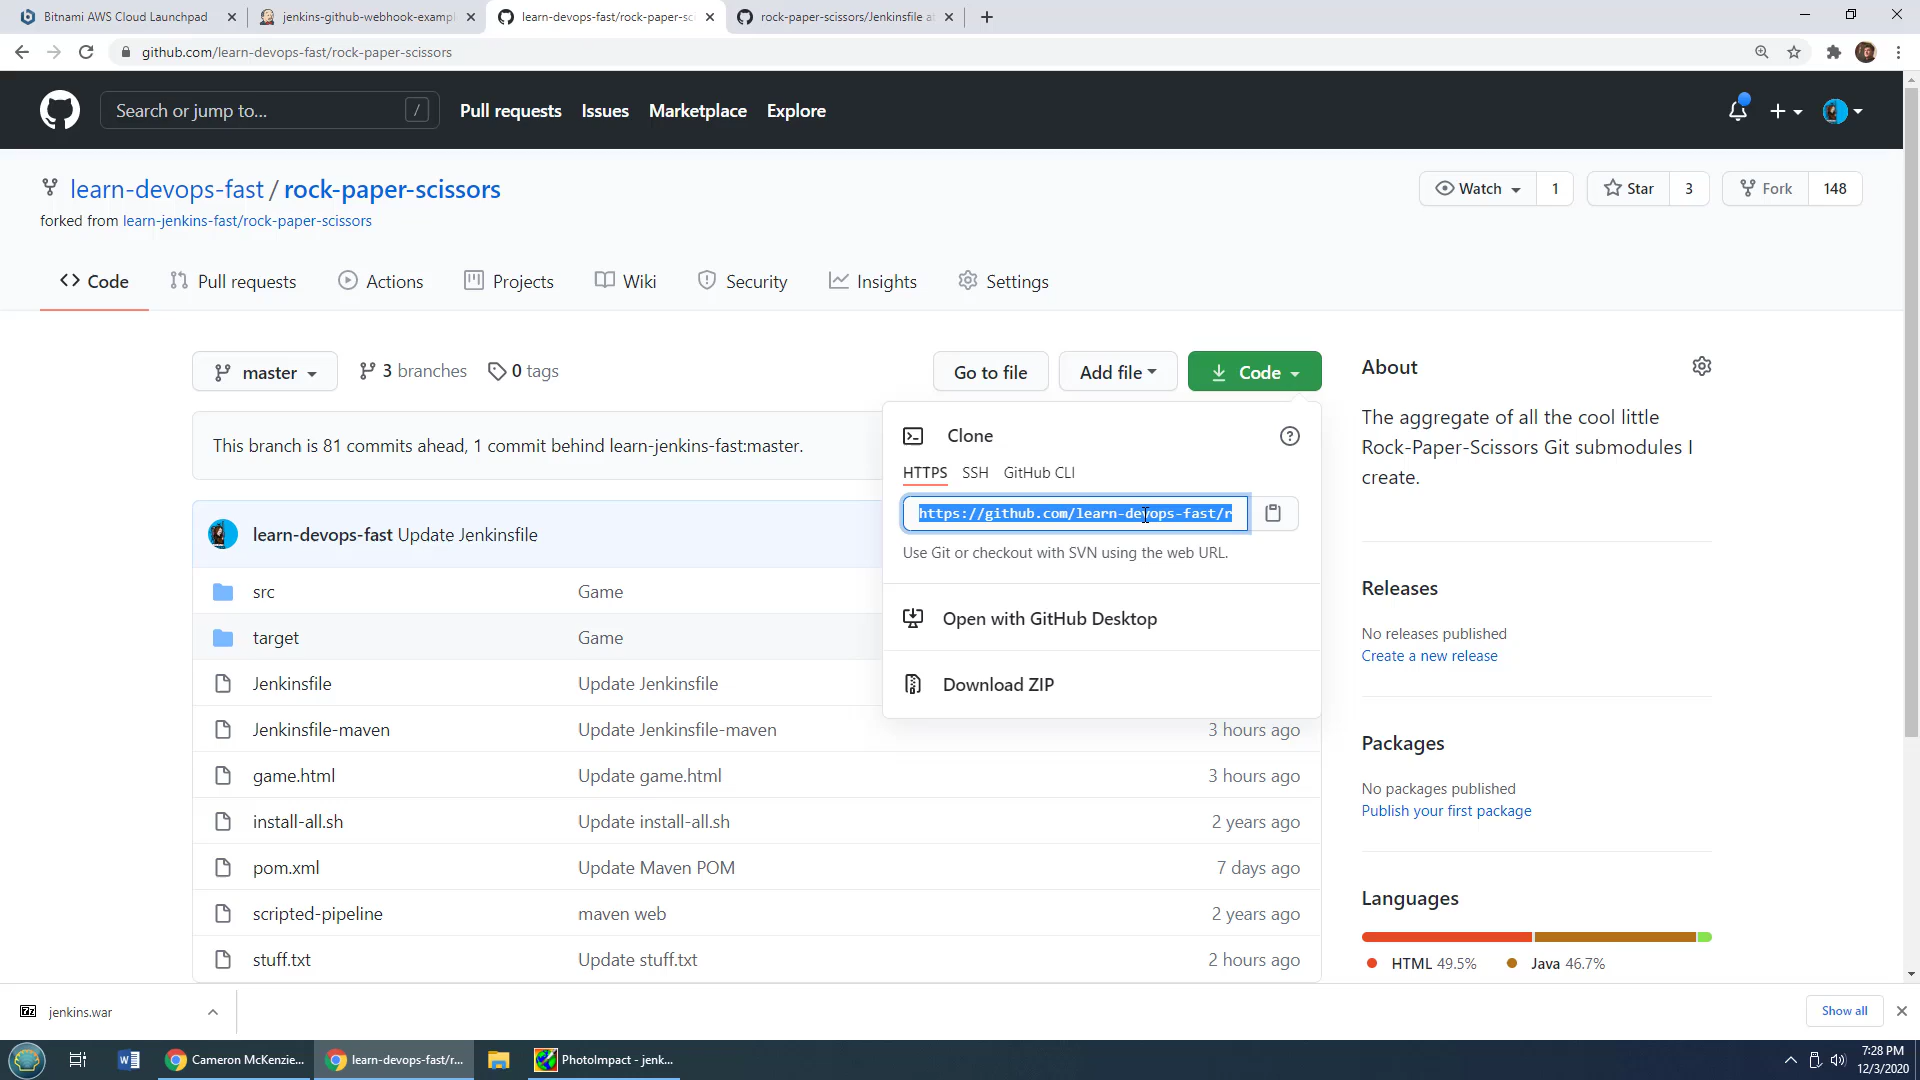 Bitnami AWS Cloud Launchpad
jenkins-github-webhook-exampl
learn-devops-fast/rock-paper-sci
rock-paper-scissors/Jenkinsfile at
github.com/learn-devops-fast/rock-paper-scissors
Search or jump to... /
Pull requests Issues Marketplace Explore
learn-devops-fast / rock-paper-scissors
Watch 1 Star 3 Fork 148
forked from learn-jenkins-fast/rock-paper-scissors
Code Pull requests Actions Projects Wiki Security Insights Settings
master 3 branches 0 tags
Go to file Add file Code
This branch is 81 commits ahead, 1 commit behind learn-jenkins-fast:master.
learn-devops-fast Update Jenkinsfile
src Game
target Game
Jenkinsfile Update Jenkinsfile
Jenkinsfile-maven Update Jenkinsfile-maven 3 hours ago
game.html Update game.html 3 hours ago
install-all.sh Update install-all.sh 2 years ago
pom.xml Update Maven POM 7 days ago
scripted-pipeline maven web 2 years ago
stuff.txt Update stuff.txt 2 hours ago
Clone
HTTPS SSH GitHub CLI
https://github.com/learn-devops-fast/r
Use Git or checkout with SVN using the web URL.
Open with GitHub Desktop
Download ZIP
About
The aggregate of all the cool little
Rock-Paper-Scissors Git submodules I
create.
Releases
No releases published
Create a new release
Packages
No packages published
Publish your first package
Languages
HTML 49.5% Java 46.7%
jenkins.war
Show all
Cameron McKenzie...
learn-devops-fast/r...
PhotoImpact - jenk...
7:28 PM
12/3/2020